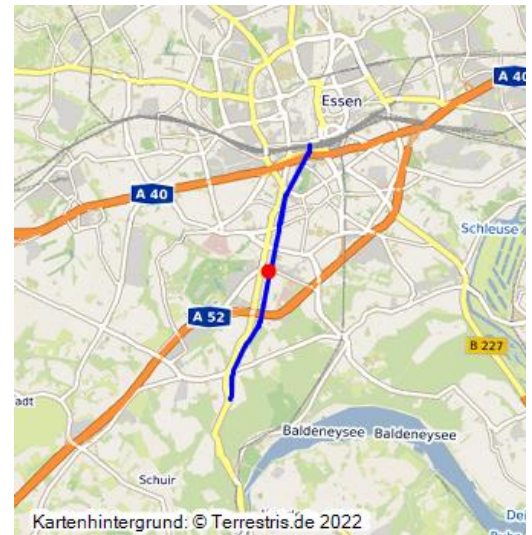 Essen
A 40
A 40
Schleuse
A 52
B 227
adt
Baldeneysee Baldeneysee
Schuir
Kartenhintergrund: © Terrestris.de 2022